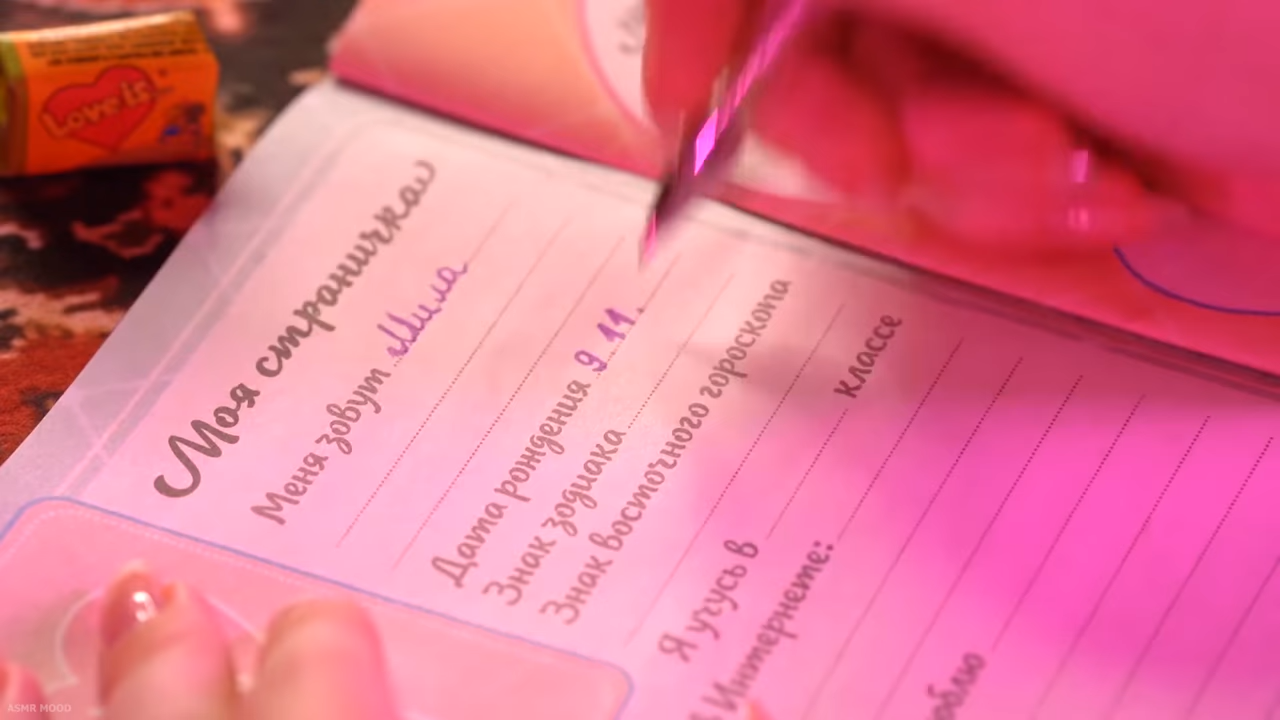 Love is
Моя страничка
Меня зовут Мила
Дата рождения 9 11.
Знак зодиака
Знак восточного гороскопа
Я учусь в классе
Интернете:
ASMR MOOD